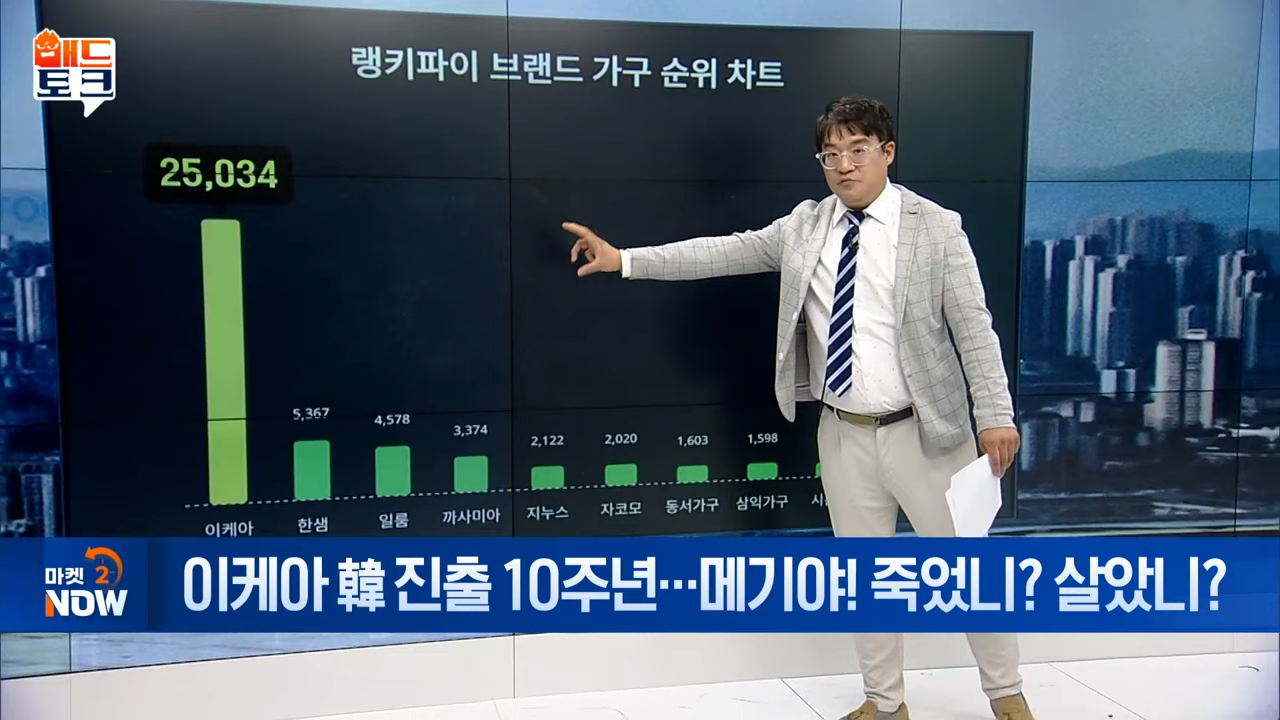 빼드
토크
랭키파이 브랜드 가구 순위 차트
25,034
5,367
4,578
3,374
2,122
2,020
1,603
1,598
이케아
한샘
일룸
까사미아
지누스
자코모
동서가구
삼익가구
마켓 2
NOW
이케아 韓 진출 10주년…메기야! 죽었니? 살았니?